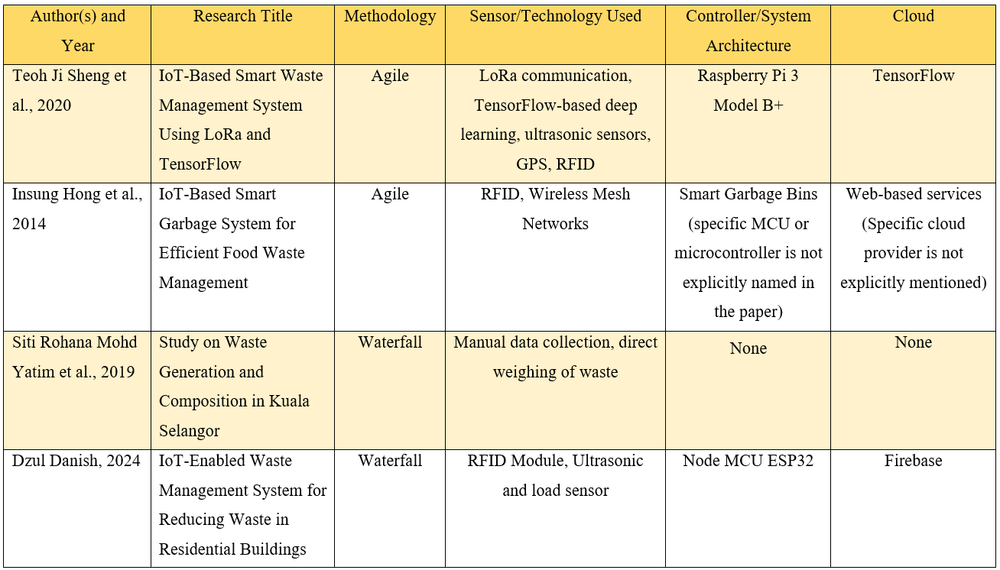 Author(s) and
Year
Research Title
Methodology
Sensor/Technology Used
Controller/System
Architecture
Cloud
Teoh Ji Sheng et
al., 2020
IoT-Based Smart Waste
Management System
Using LoRa and
TensorFlow
Agile
LoRa communication,
TensorFlow-based deep
learning, ultrasonic sensors,
GPS, RFID
Raspberry Pi 3
Model B+
TensorFlow
Insung Hong et al.,
2014
IoT-Based Smart
Garbage System for
Efficient Food Waste
Management
Agile
RFID, Wireless Mesh
Networks
Smart Garbage Bins
(specific MCU or
microcontroller is not
explicitly named in
the paper)
Web-based services
(Specific cloud
provider is not
explicitly mentioned)
Siti Rohana Mohd
Yatim et al., 2019
Study on Waste
Generation and
Composition in Kuala
Selangor
Waterfall
Manual data collection, direct
weighing of waste
None
None
Dzul Danish, 2024
IoT-Enabled Waste
Management System for
Reducing Waste in
Residential Buildings
Waterfall
RFID Module, Ultrasonic
and load sensor
Node MCU ESP32
Firebase